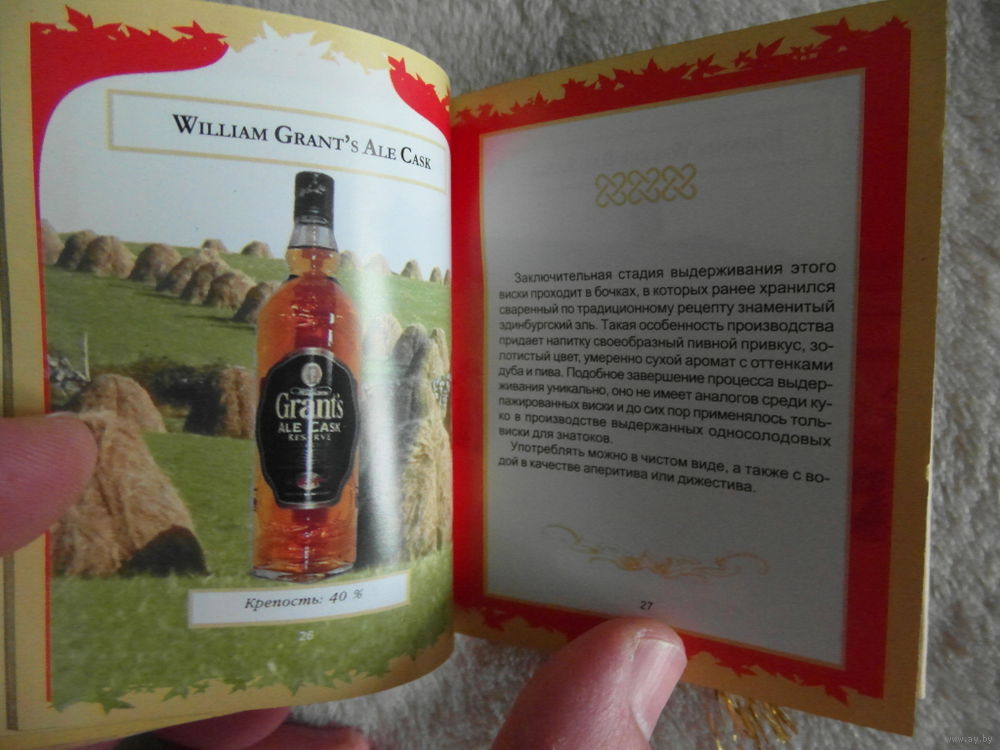 WILLIAM GRANT'S ALE CASK
Grant's
ALE CASK
RESERVE
Крепость: 40 %
26
Заключительная стадия выдерживания этого
виски проходит в бочках, в которых ранее хранился
сваренный по традиционному рецепту знаменитый
эдинбургский эль. Такая особенность производства
придает напитку своеобразный пивной привкус, зо-
лотистый цвет, умеренно сухой аромат с оттенками
дуба и пива. Подобное завершение процесса выдер-
живания уникально, оно не имеет аналогов среди ку-
пажированных виски и до сих пор применялось толь-
ко в производстве выдержанных односолодовых
виски для знатоков.
Употреблять можно в чистом виде, а также с во-
дой в качестве аперитива или дижестива.
27
www.ay.by